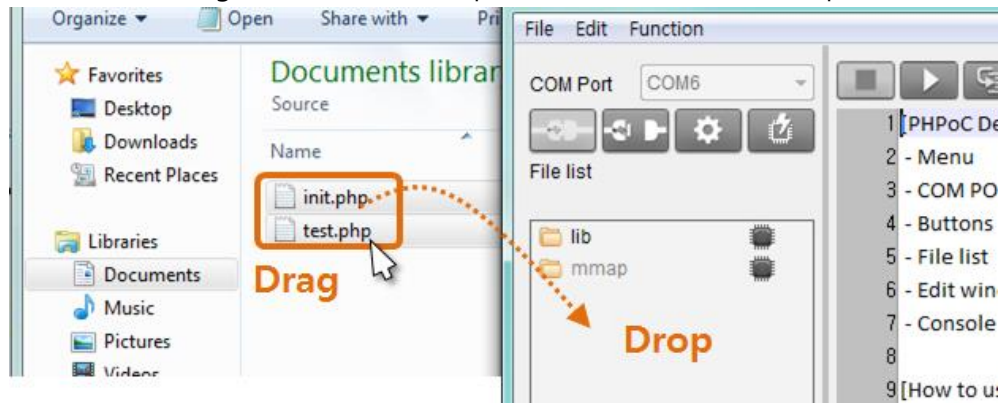 Organize Open Share with
Documents librar
Source
Favorites
Desktop
Downloads
Recent Places
Libraries
Documents
Music
Pictures
Videos
Name
init.php
test.php
Drag
File Edit Function
COM Port COM6
File list
lib
mmap
Drop
1 [PHPoC De
2 - Menu
3 - COM PO
4 - Buttons
5 - File list
6 - Edit win
7 - Console
8
9 [How to us